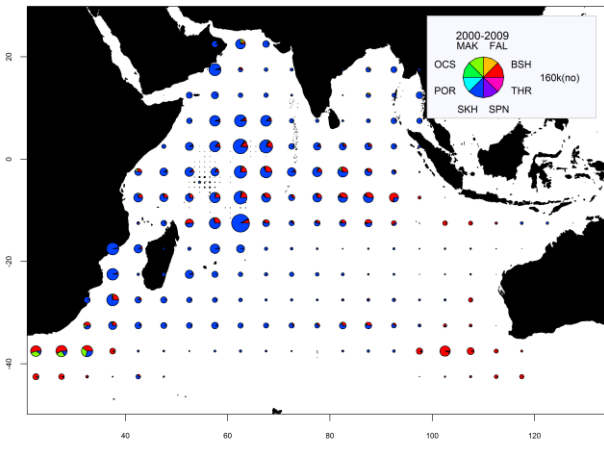 2000-2009
MAK FAL
OCS BSH
160k(no)
POR THR
SKH SPN
20
0
-20
-40
40 60 80 100 120